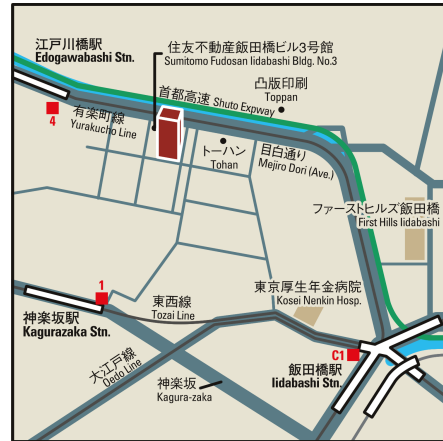 江戸川橋駅
Edogawabashi Stn.
住友不動産飯田橋ビル3号館
Sumitomo Fudosan Iidabashi Bldg. No.3
凸版印刷
Toppan
首都高速 Shuto Expway
4
有楽町線
Yurakucho Line
トーハン
Tohan
目白通り
Mejiro Dori (Ave.)
ファーストヒルズ飯田橋
First Hills Iidabashi
1
東西線
Tozai Line
東京厚生年金病院
Kosei Nenkin Hosp.
神楽坂駅
Kagurazaka Stn.
大江戸線
Oedo Line
神楽坂
Kagura-zaka
C1
飯田橋駅
Iidabashi Stn.